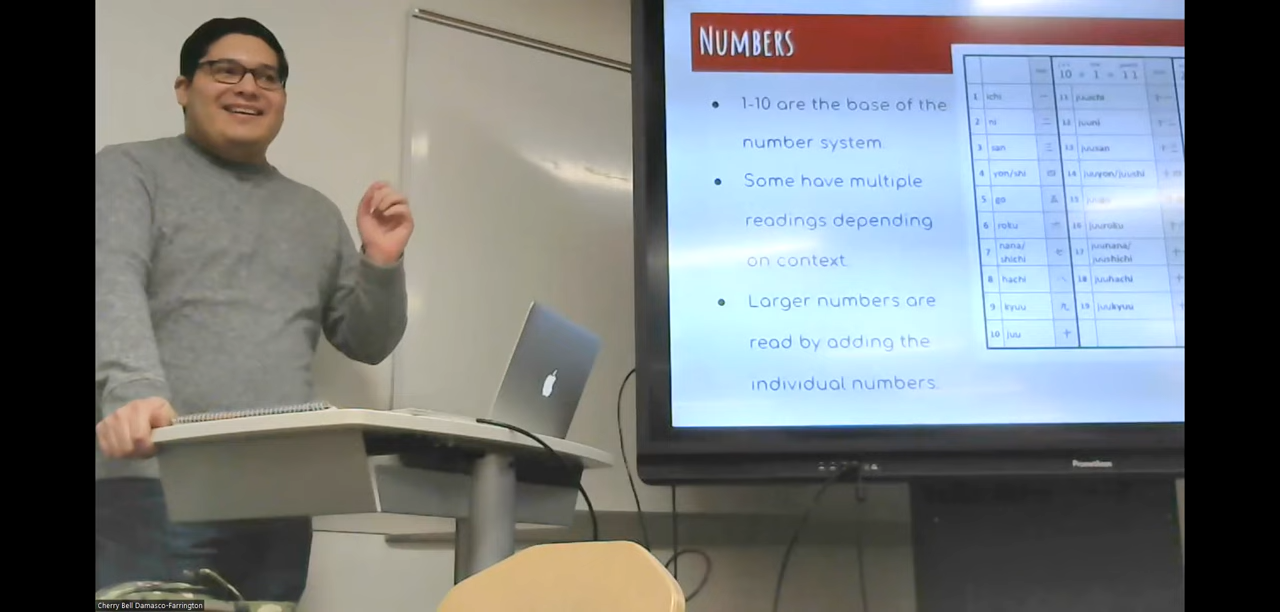 NUMBERS
• 1-10 are the base of the
number system.
• Some have multiple
readings depending
on context.
• Larger numbers are
read by adding the
individual numbers.
10 + 1 = 11
1 ichi 一 11 juuichi
2 ni 二 12 juuni
3 san 三 13 juusan
4 yon/shi 四 14 juuyon/juushi
5 go 五 15 juugo
6 roku 六 16 juuroku
7 nana/shichi 七 17 juunana/juushichi
8 hachi 八 18 juuhachi
9 kyuu 九 19 juukyuu
10 juu 十
Promethean
Cherry Bell Damasco-Farrington